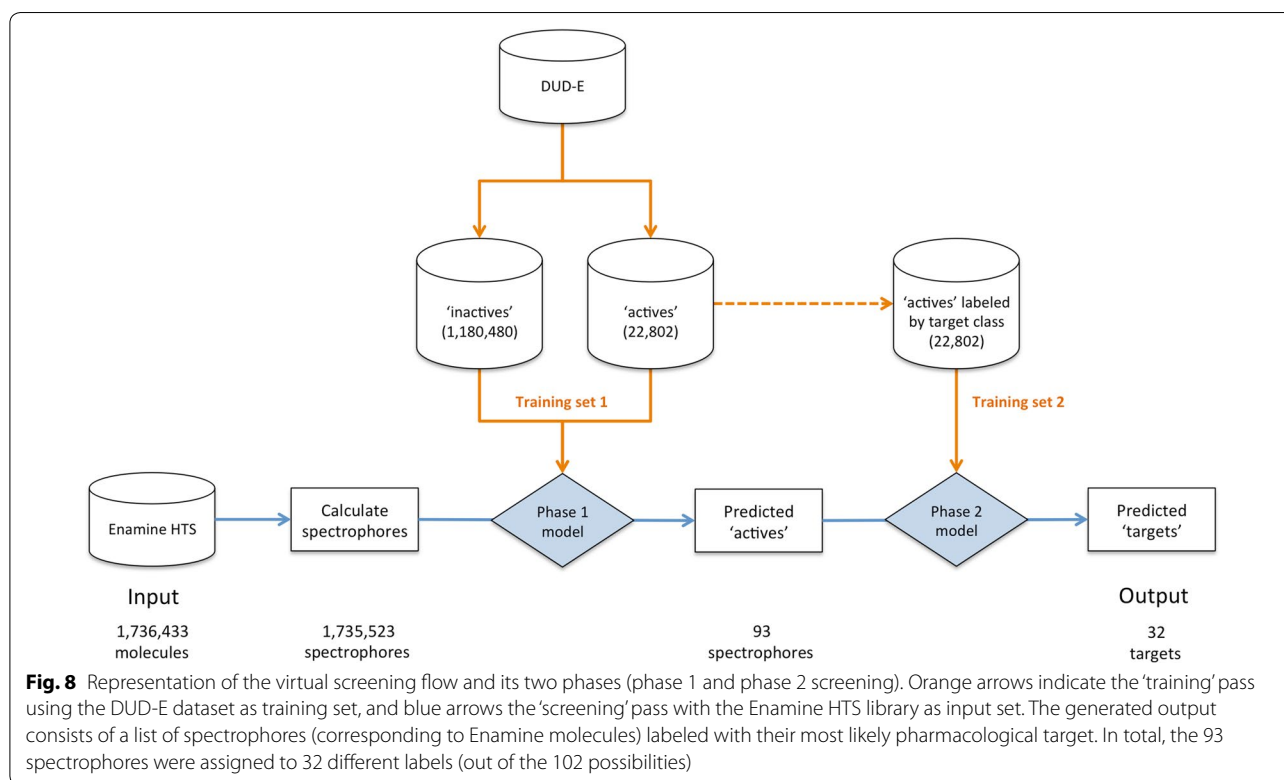 DUD-E
'inactives'
(1,180,480)
'actives'
(22,802)
'actives' labeled
by target class
(22,802)
Training set 1
Training set 2
Enamine HTS
Calculate
spectrophores
Phase 1
model
Predicted
'actives'
Phase 2
model
Predicted
'targets'
Input
Output
1,736,433
molecules
1,735,523
spectrophores
93
spectrophores
32
targets
Fig. 8 Representation of the virtual screening flow and its two phases (phase 1 and phase 2 screening). Orange arrows indicate the 'training' pass
using the DUD-E dataset as training set, and blue arrows the 'screening' pass with the Enamine HTS library as input set. The generated output
consists of a list of spectrophores (corresponding to Enamine molecules) labeled with their most likely pharmacological target. In total, the 93
spectrophores were assigned to 32 different labels (out of the 102 possibilities)